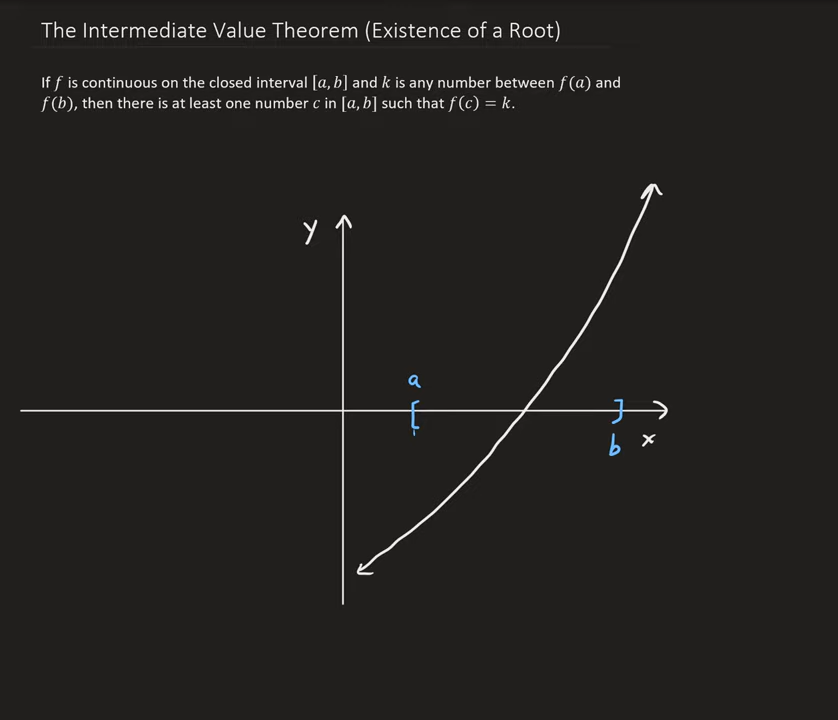 The Intermediate Value Theorem (Existence of a Root)
If f is continuous on the closed interval [a, b] and k is any number between f(a) and
f(b), then there is at least one number c in [a, b] such that f(c) = k.
y
a
[
]
b
x